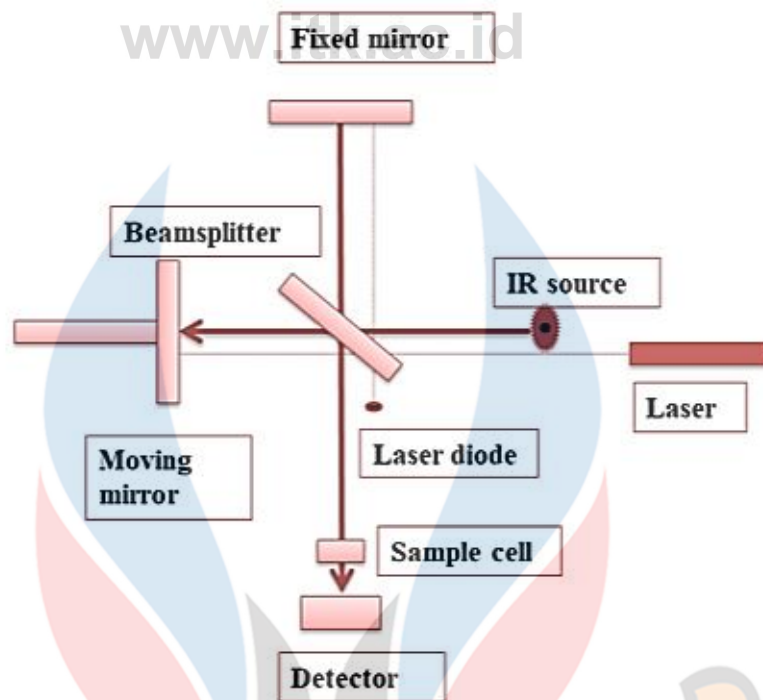 www.itk.ac.id
Fixed mirror
Beamsplitter
IR source
Laser
Moving
mirror
Laser diode
Sample cell
Detector